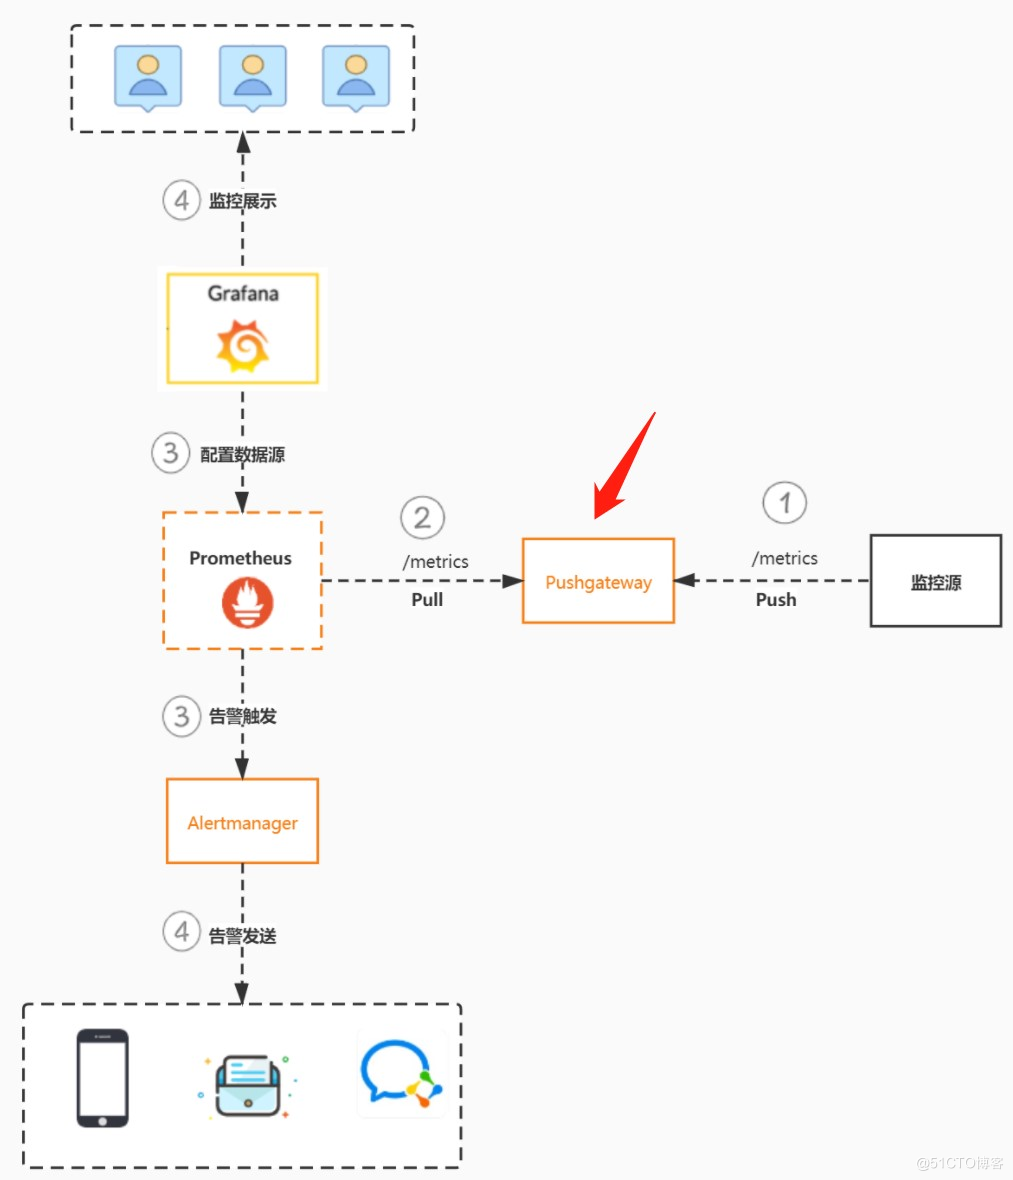 ④ 监控展示
Grafana
③ 配置数据源
②
①
Prometheus
/metrics
Pull
Pushgateway
/metrics
Push
监控源
③ 告警触发
Alertmanager
④ 告警发送
@51CTO博客